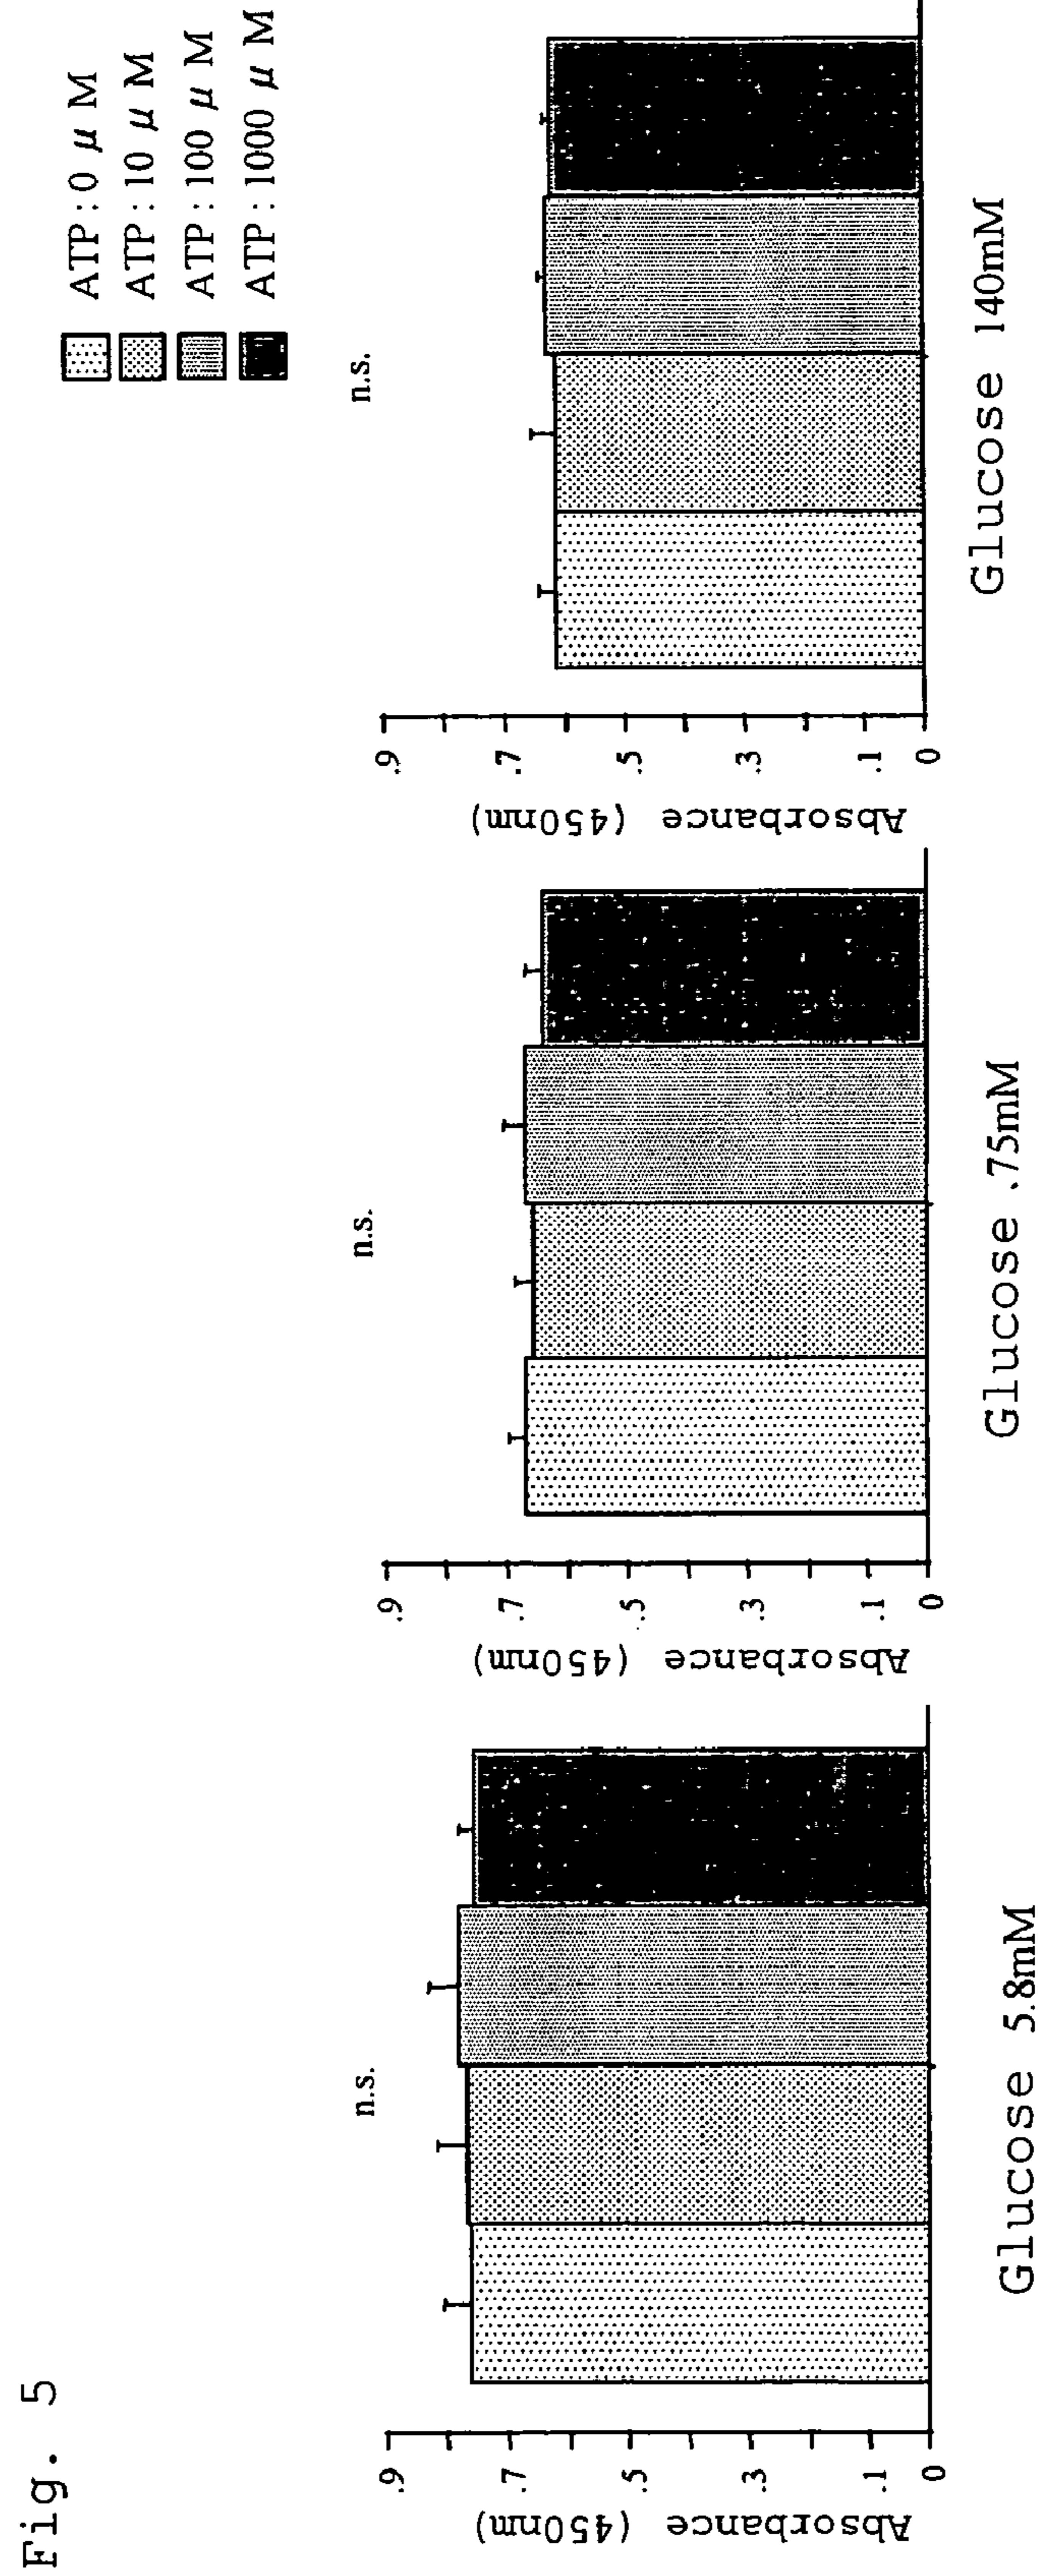 Fig. 5
ATP : 0 μ M
ATP : 10 μ M
ATP : 100 μ M
ATP : 1000 μ M
n.s.
n.s.
n.s.
Absorbance (450nm)
.9
.7
.5
.3
.1
0
Glucose 5.8mM
Absorbance (450nm)
.9
.7
.5
.3
.1
0
Glucose .75mM
Absorbance (450nm)
.9
.7
.5
.3
.1
0
Glucose 140mM